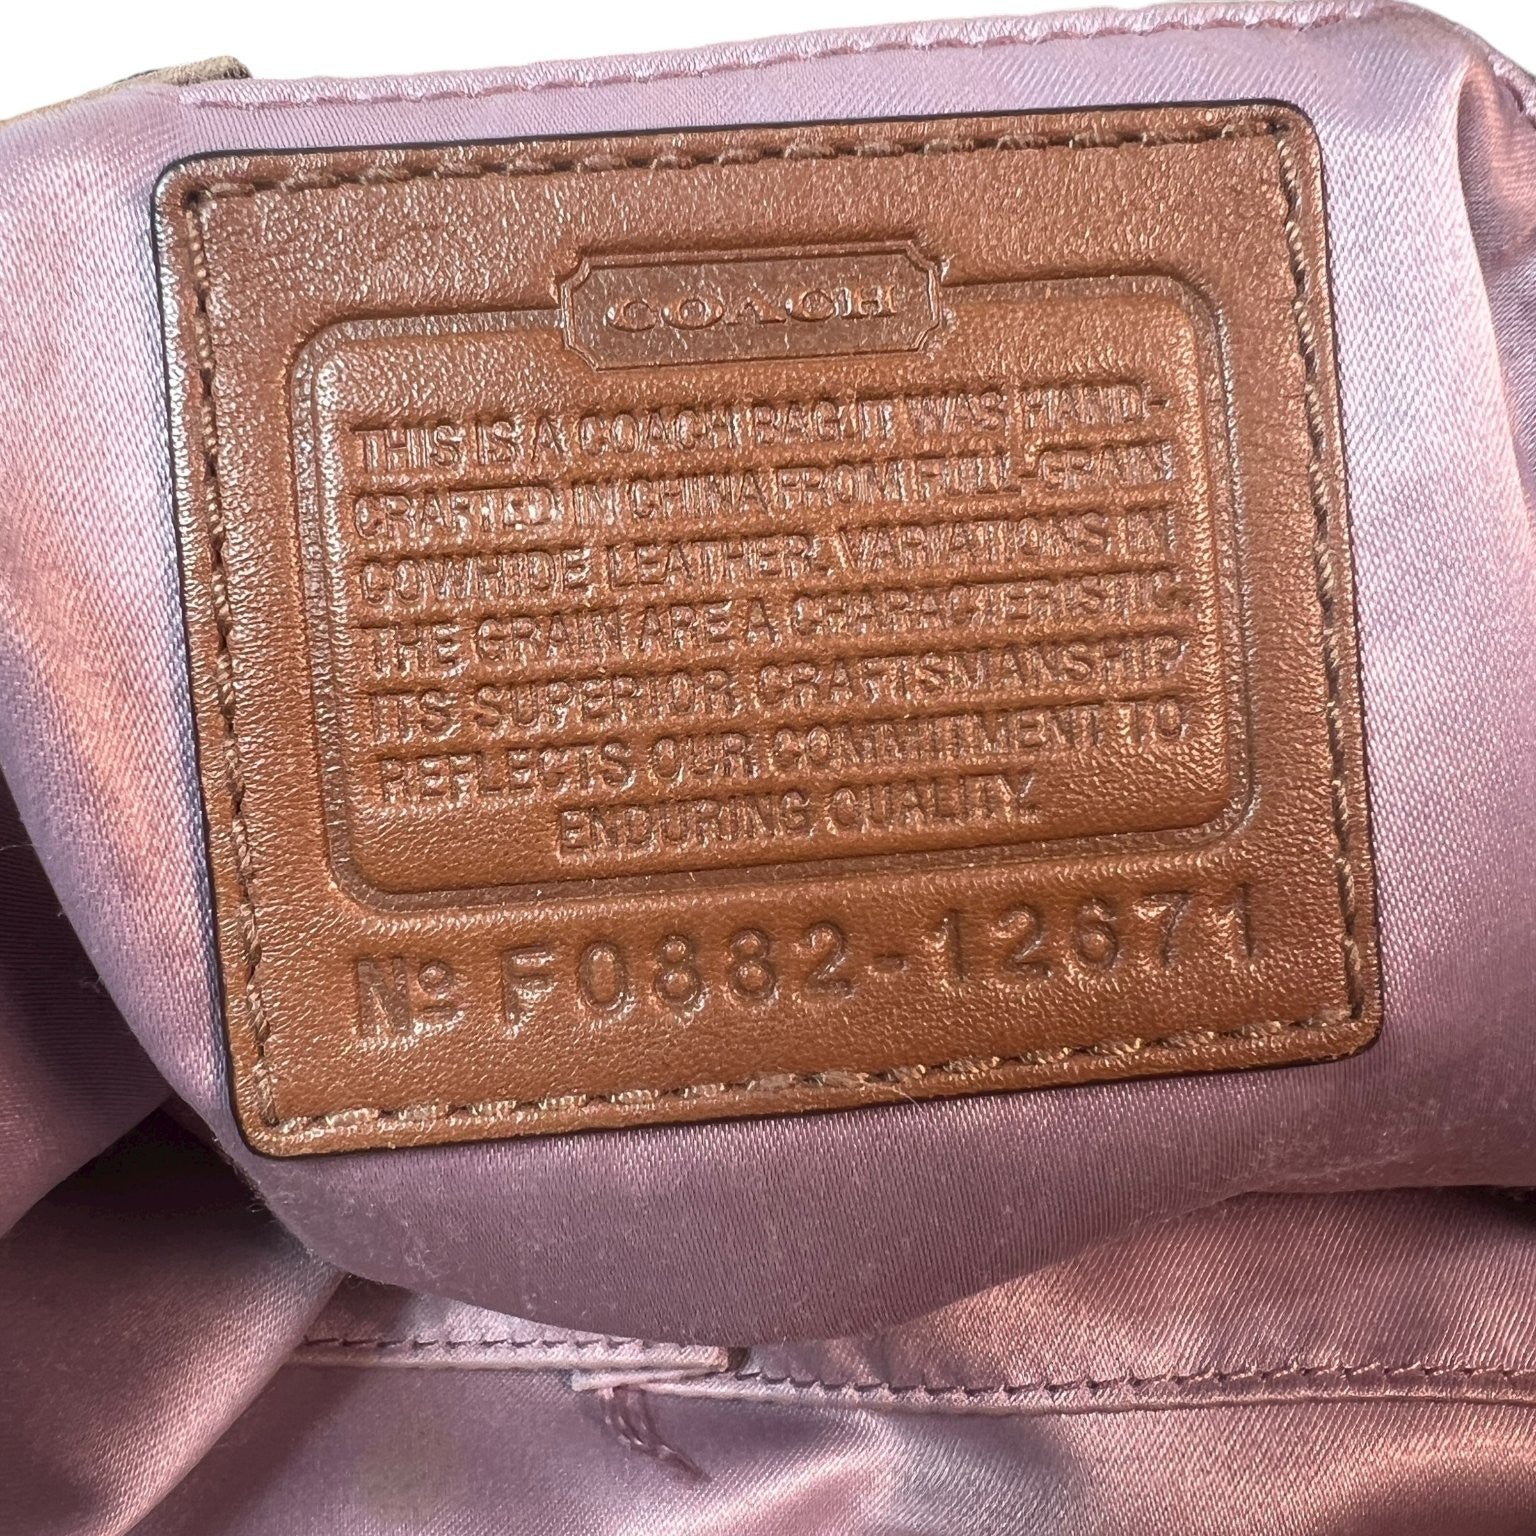 COACH
THIS IS A COACH BAG. IT WAS HAND-
CRAFTED IN CHINA FROM FULL-GRAIN
COWHIDE LEATHER. VARIATIONS IN
THE GRAIN ARE A CHARACTERISTIC.
ITS SUPERIOR CRAFTSMANSHIP
REFLECTS OUR COMMITMENT TO
ENDURING QUALITY.
Nº F0882-12671